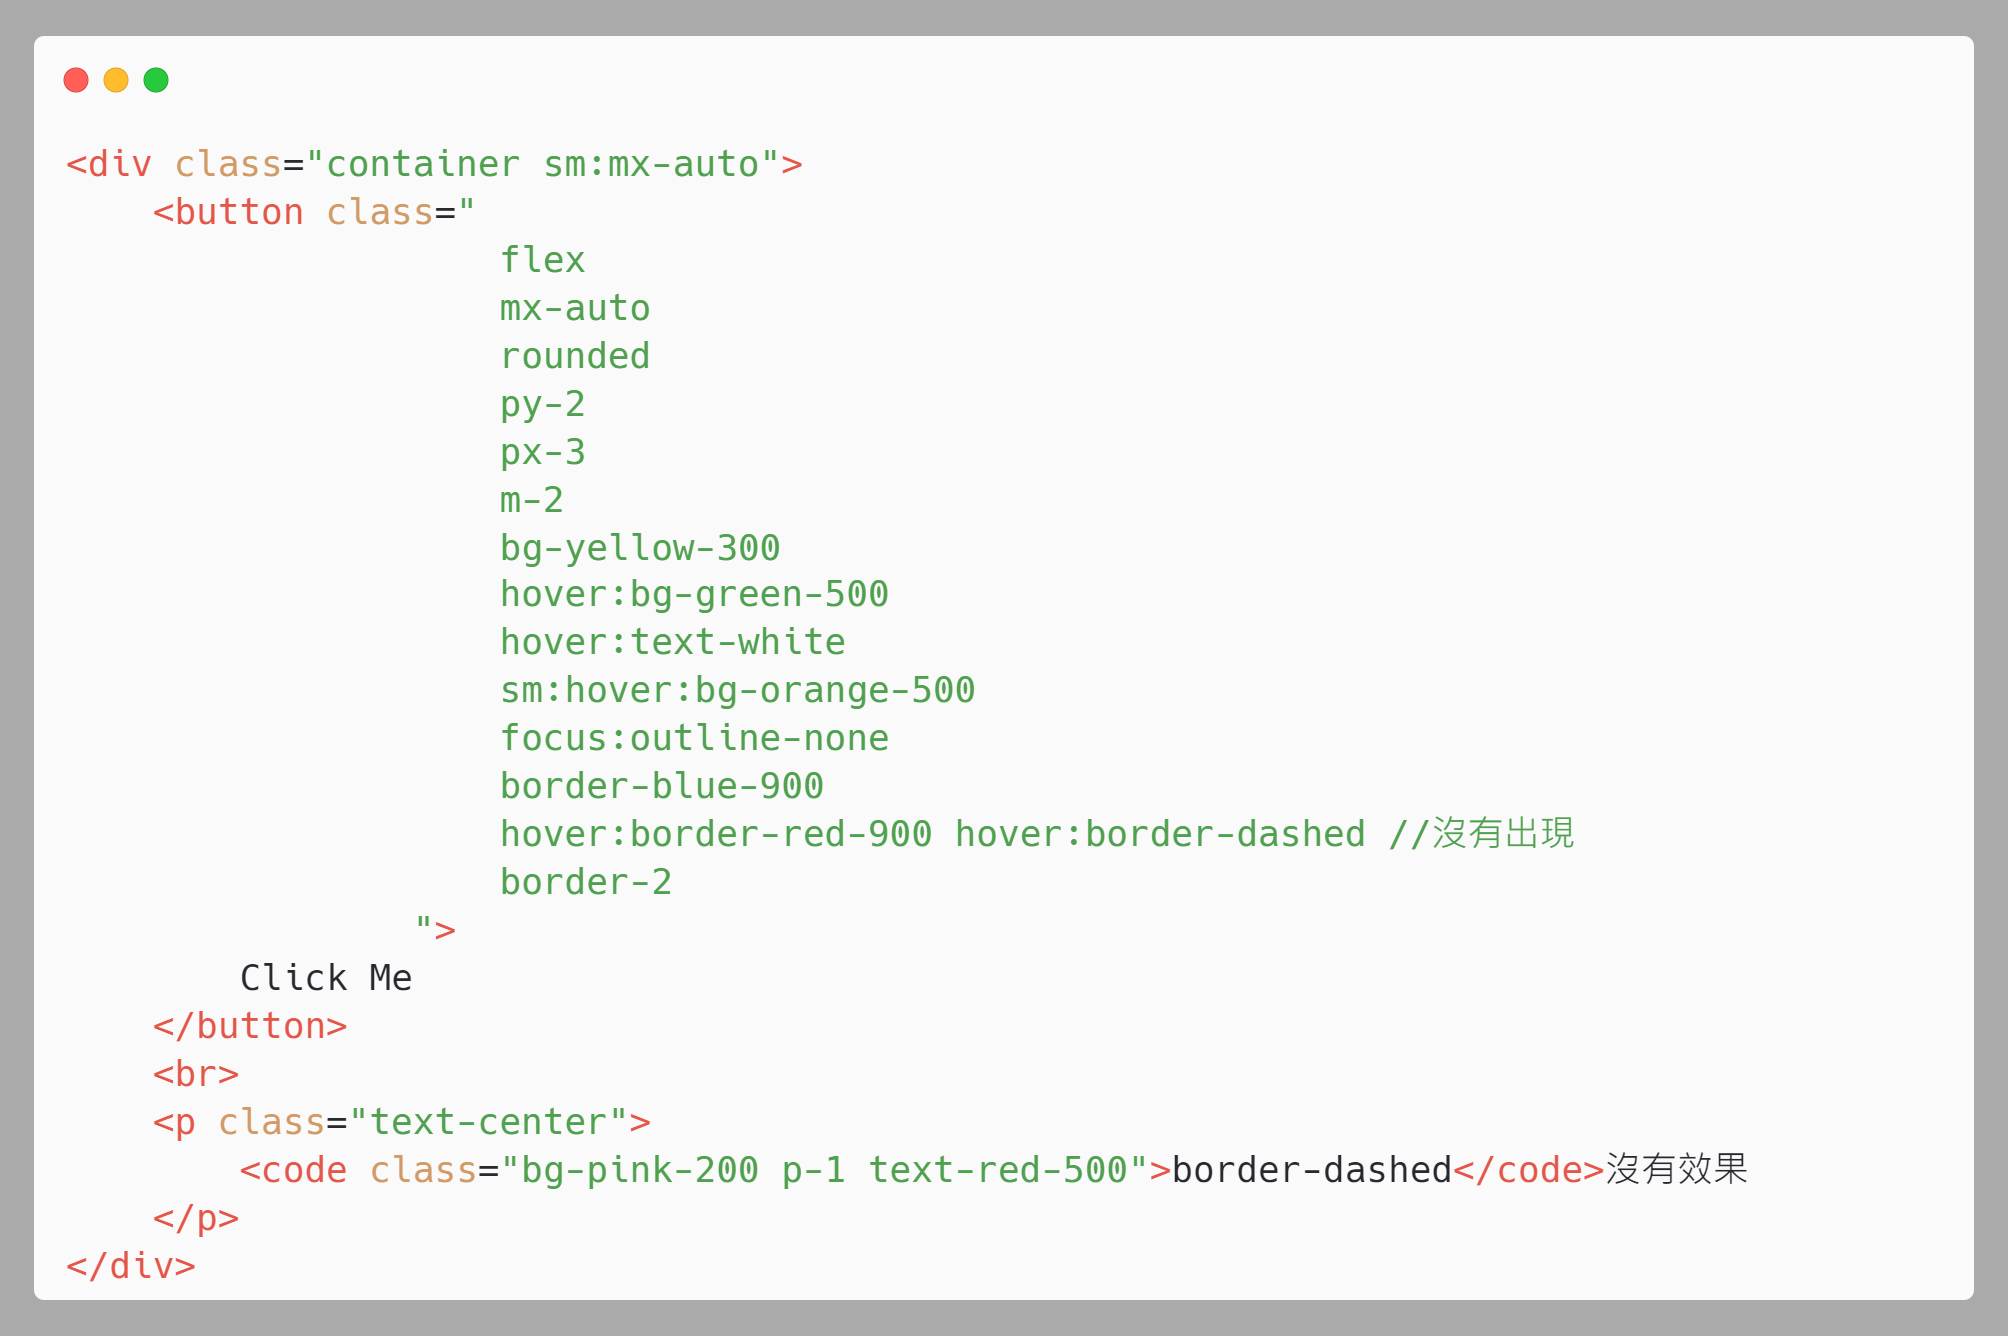 <div class="container sm:mx-auto">
    <button class="
                    flex
                    mx-auto
                    rounded
                    py-2
                    px-3
                    m-2
                    bg-yellow-300
                    hover:bg-green-500
                    hover:text-white
                    sm:hover:bg-orange-500
                    focus:outline-none
                    border-blue-900
                    hover:border-red-900 hover:border-dashed //沒有出現
                    border-2
                ">
        Click Me
    </button>
    <br>
    <p class="text-center">
        <code class="bg-pink-200 p-1 text-red-500">border-dashed</code>沒有效果
    </p>
</div>